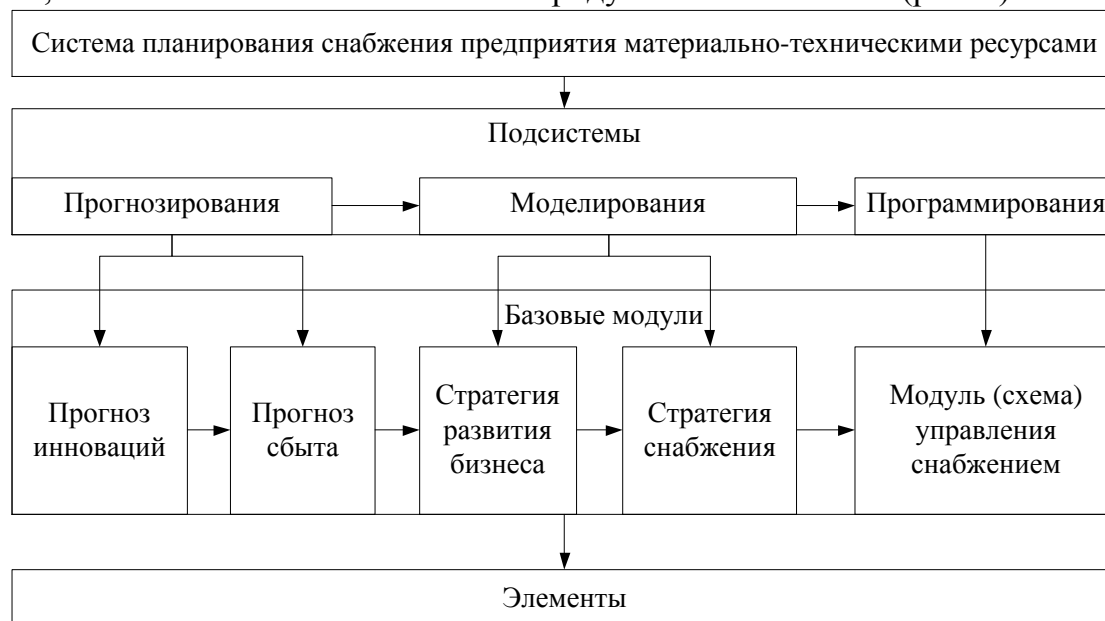 Система планирования снабжения предприятия материально-техническими ресурсами
Подсистемы
Прогнозирования
Моделирования
Программирования
Базовые модули
Прогноз
инноваций
Прогноз
сбыта
Стратегия
развития
бизнеса
Стратегия
снабжения
Модуль (схема)
управления
снабжением
Элементы